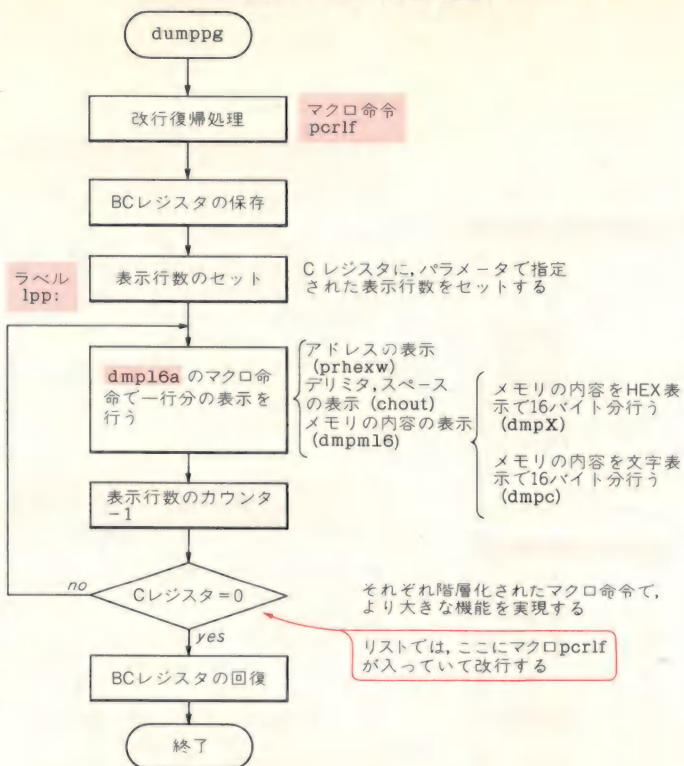 dumppg
改行復帰処理
マクロ命令
pcrlf
BCレジスタの保存
ラベル
lpp:
表示行数のセット
Cレジスタに,パラメータで指定
された表示行数をセットする
dmp16a のマクロ命
令で一行分の表示を
行う
アドレスの表示
(prhexw)
デリミタ,スペース
の表示 (chout)
メモリの内容の表示
(dmpm16)
メモリの内容をHEX表
示で16バイト分行う
(dmpX)
メモリの内容を文字表
示で16バイト分行う
(dmpc)
表示行数のカウンタ
-1
no
Cレジスタ=0
yes
それぞれ階層化されたマクロ命令で,
より大きな機能を実現する
リストでは,ここにマクロpcrlf
が入っていて改行する
BCレジスタの回復
終了